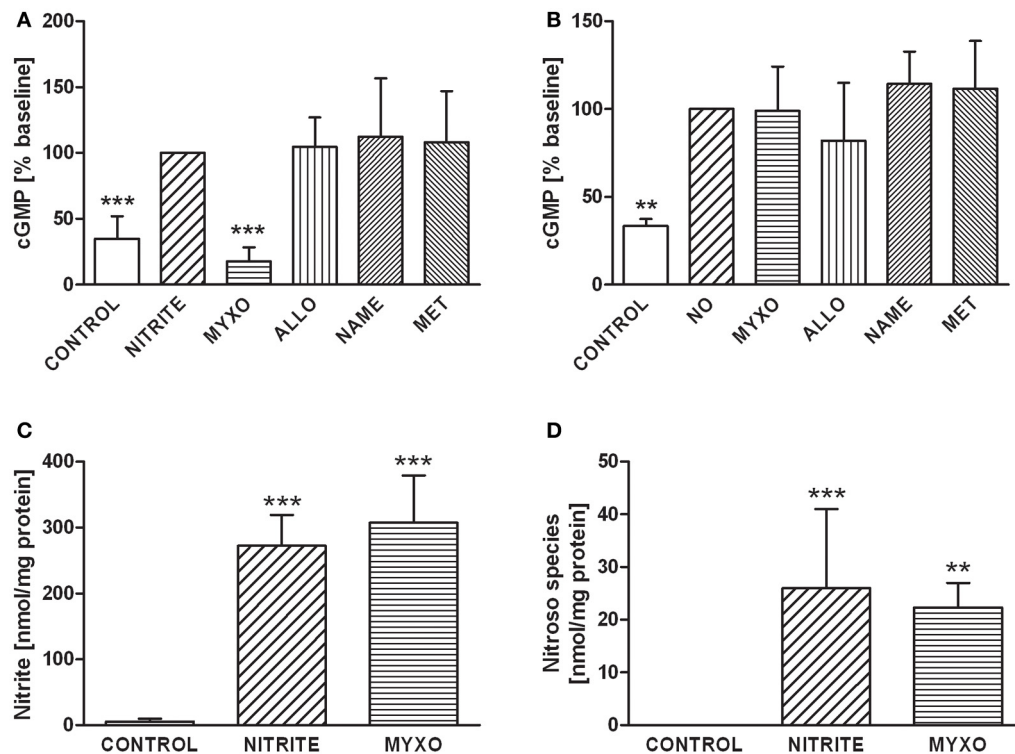 A
cGMP [% baseline]
200
150
100
50
0
***
***
CONTROL
NITRITE
MYXO
ALLO
NAME
MET
B
cGMP [% baseline]
150
100
50
0
**
CONTROL
NO
MYXO
ALLO
NAME
MET
C
Nitrite [nmol/mg protein]
400
300
200
100
0
***
***
CONTROL
NITRITE
MYXO
D
Nitroso species
[nmol/mg protein]
50
40
30
20
10
0
***
**
CONTROL
NITRITE
MYXO